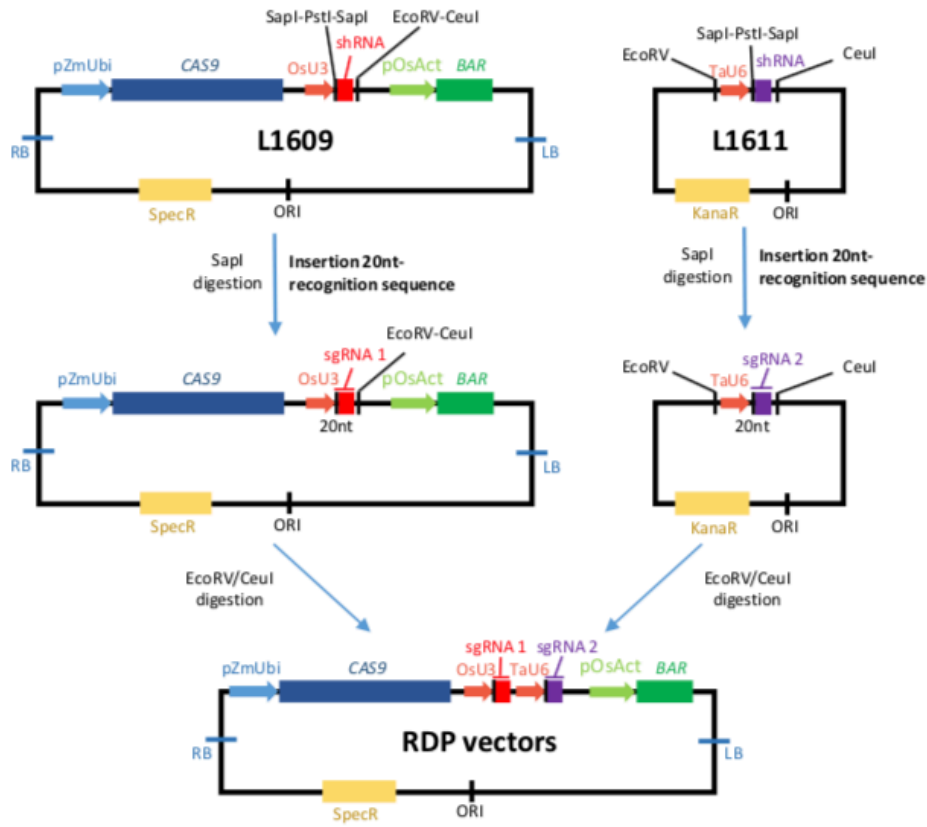 SapI-PstI-SapI
EcoRV-CeuI
shRNA
pZmUbi
CAS9
OsU3
pOsAct
BAR
RB
L1609
LB
SpecR
ORI
SapI-PstI-SapI
EcoRV
TaU6
shRNA
CeuI
L1611
KanaR
ORI
SapI
digestion
Insertion 20nt-
recognition sequence
SapI
digestion
Insertion 20nt-
recognition sequence
EcoRV-CeuI
sgRNA 1
pZmUbi
CAS9
OsU3
pOsAct
BAR
20nt
RB
LB
SpecR
ORI
sgRNA 2
EcoRV
TaU6
CeuI
20nt
KanaR
ORI
EcoRV/CeuI
digestion
EcoRV/CeuI
digestion
sgRNA 1
sgRNA 2
pZmUbi
CAS9
OsU3
TaU6
pOsAct
BAR
RB
RDP vectors
LB
SpecR
ORI